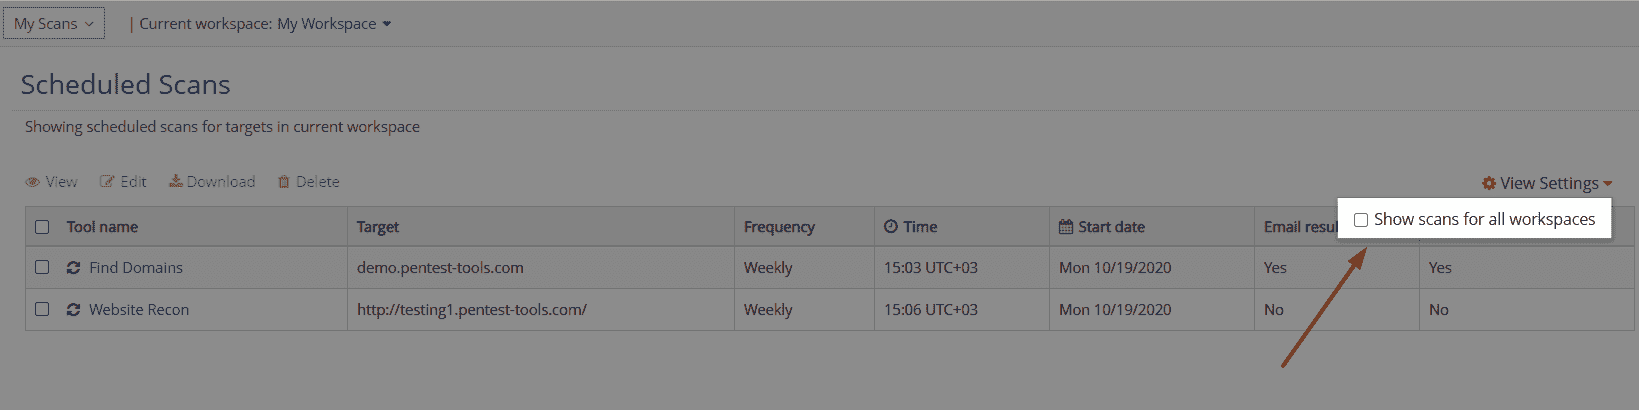 My Scans | Current workspace: My Workspace
Scheduled Scans
Showing scheduled scans for targets in current workspace
View Edit Download Delete View Settings
Show scans for all workspaces
Tool name Target Frequency Time Start date Email
Find Domains demo.pentest-tools.com Weekly 15:03 UTC+03 Mon 10/19/2020 Yes Yes
Website Recon http://testing1.pentest-tools.com/ Weekly 15:06 UTC+03 Mon 10/19/2020 No No